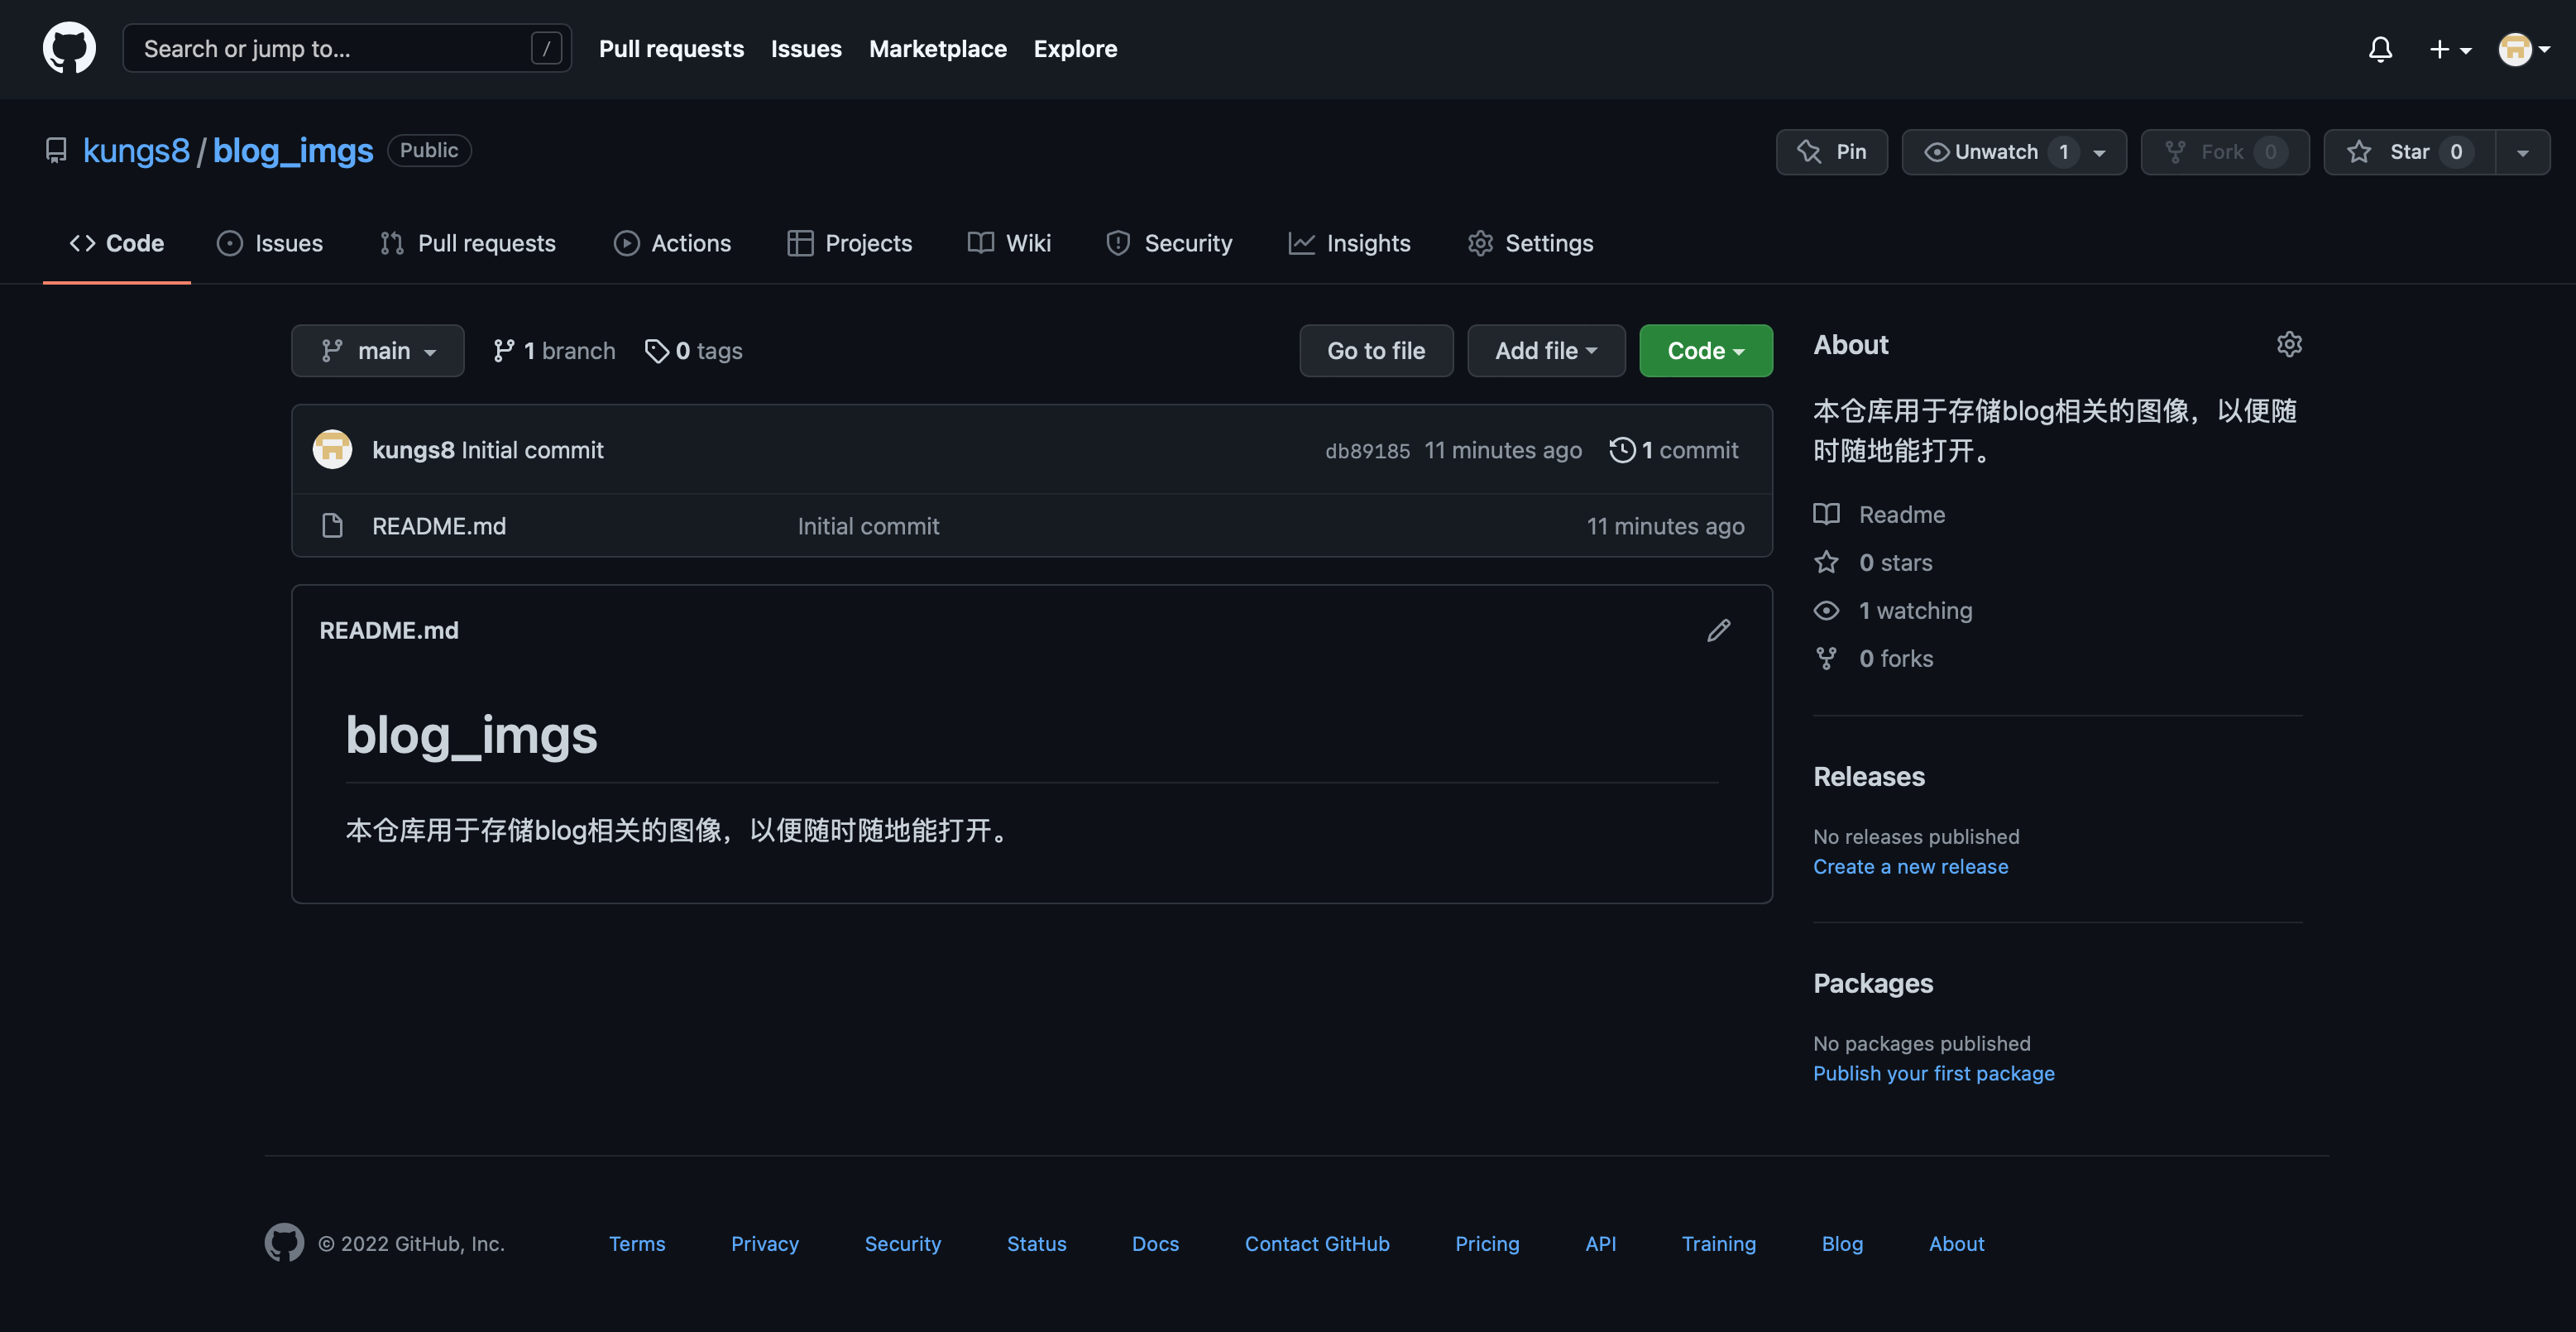 Search or jump to... / Pull requests Issues Marketplace Explore
kungs8 / blog_imgs Public Pin Unwatch 1 Fork 0 Star 0
Code Issues Pull requests Actions Projects Wiki Security Insights Settings
main 1 branch 0 tags Go to file Add file Code
kungs8 Initial commit db89185 11 minutes ago 1 commit
README.md Initial commit 11 minutes ago
README.md
blog_imgs
本仓库用于存储blog相关的图像，以便随时随地能打开。
About
本仓库用于存储blog相关的图像，以便随
时随地能打开。
Readme
0 stars
1 watching
0 forks
Releases
No releases published
Create a new release
Packages
No packages published
Publish your first package
© 2022 GitHub, Inc. Terms Privacy Security Status Docs Contact GitHub Pricing API Training Blog About